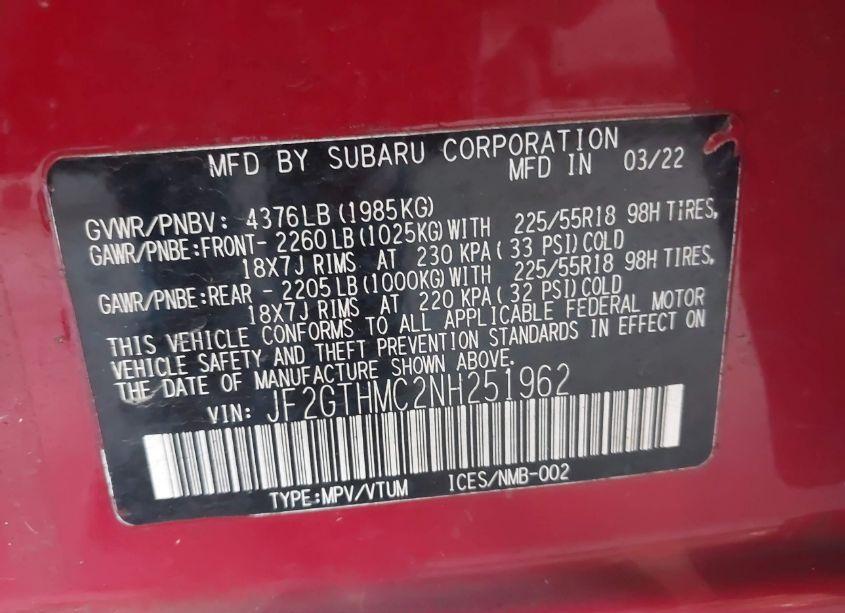 MFD BY SUBARU CORPORATION
MFD IN 03/22
GVWR/PNBV: 4376LB(1985KG)
GAWR/PNBE:FRONT- 2260LB(1025KG)WITH 225/55R18 98H TIRES,
18X7J RIMS AT 230 KPA( 33 PSI)COLD
GAWR/PNBE:REAR - 2205LB(1000KG)WITH 225/55R18 98H TIRES,
18X7J RIMS AT 220 KPA( 32 PSI)COLD
THIS VEHICLE CONFORMS TO ALL APPLICABLE FEDERAL MOTOR
VEHICLE SAFETY AND THEFT PREVENTION STANDARDS IN EFFECT ON
THE DATE OF MANUFACTURE SHOWN ABOVE.
VIN: JF2GTHMC2NH251962
TYPE:MPV/VTUM ICES/NMB-002